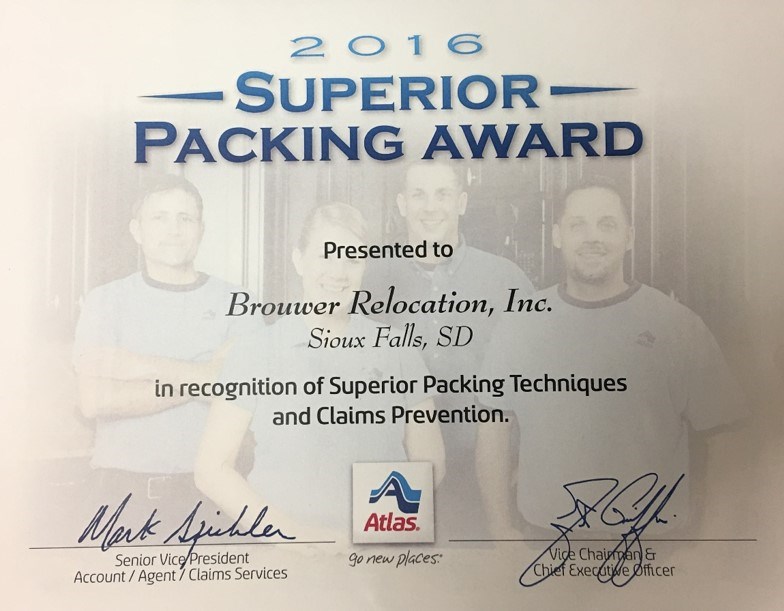 2016
SUPERIOR
PACKING AWARD
Presented to
Brouwer Relocation, Inc.
Sioux Falls, SD
in recognition of Superior Packing Techniques
and Claims Prevention.
Atlas.
go new places.
Mark
Senior Vice President
Account / Agent / Claims Services
Vice Chairman &
Chief Executive Officer